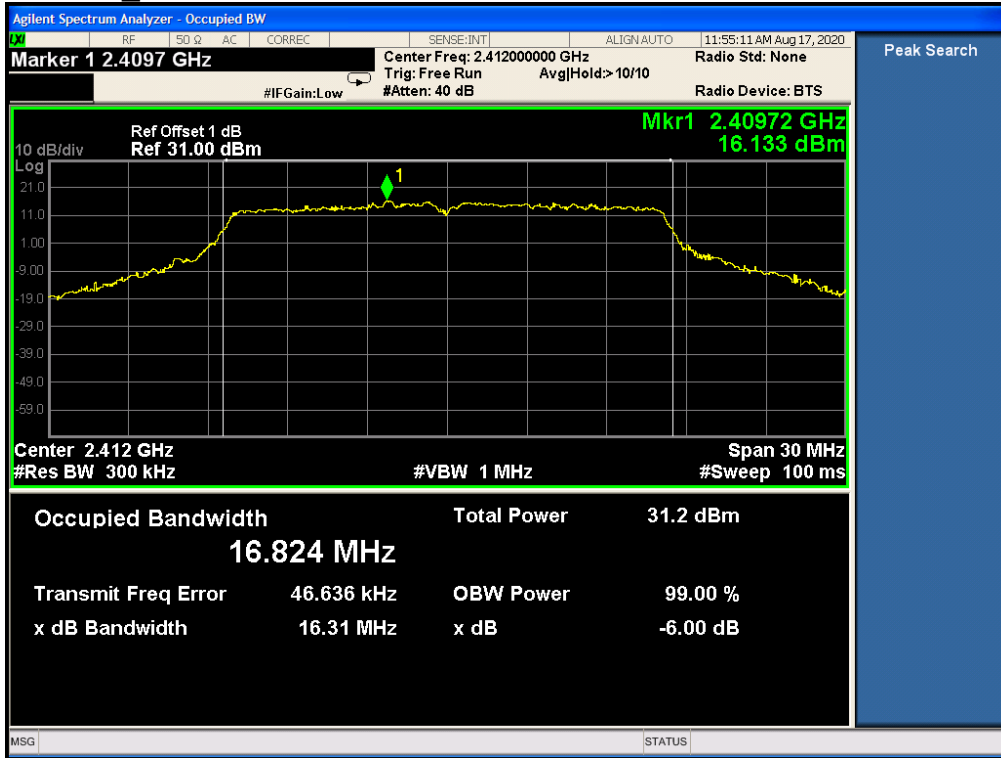 Agilent Spectrum Analyzer - Occupied BW
LXI RF 50 Ω AC CORREC SENSE:INT ALIGN AUTO 11:55:11 AM Aug 17, 2020
Marker 1 2.4097 GHz
Center Freq: 2.412000000 GHz
Radio Std: None
Trig: Free Run Avg|Hold:>10/10
#IFGain:Low
#Atten: 40 dB
Radio Device: BTS
Peak Search
Mkr1 2.40972 GHz
16.133 dBm
Ref Offset 1 dB
10 dB/div Ref 31.00 dBm
Log
1
21.0
11.0
1.00
-9.00
-19.0
-29.0
-39.0
-49.0
-59.0
Center 2.412 GHz Span 30 MHz
#Res BW 300 kHz #VBW 1 MHz #Sweep 100 ms
Occupied Bandwidth Total Power 31.2 dBm
16.824 MHz
Transmit Freq Error 46.636 kHz OBW Power 99.00 %
x dB Bandwidth 16.31 MHz x dB -6.00 dB
MSG STATUS